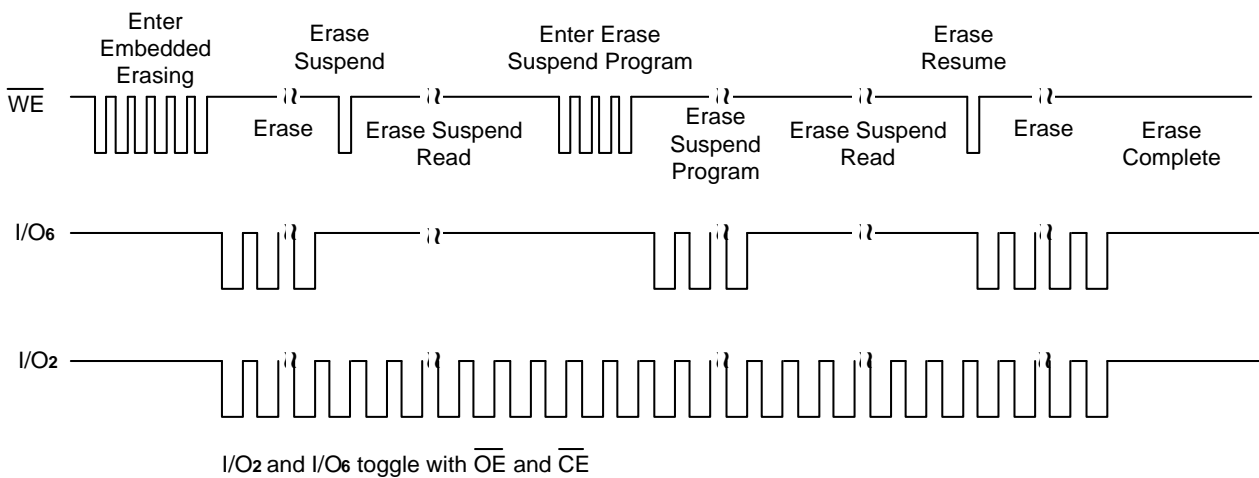 Enter
Embedded
Erasing
Erase
Suspend
Enter Erase
Suspend Program
Erase
Resume
WE
Erase
Erase Suspend
Read
Erase
Suspend
Program
Erase Suspend
Read
Erase
Erase
Complete
I/O6
I/O2
I/O2 and I/O6 toggle with OE and CE